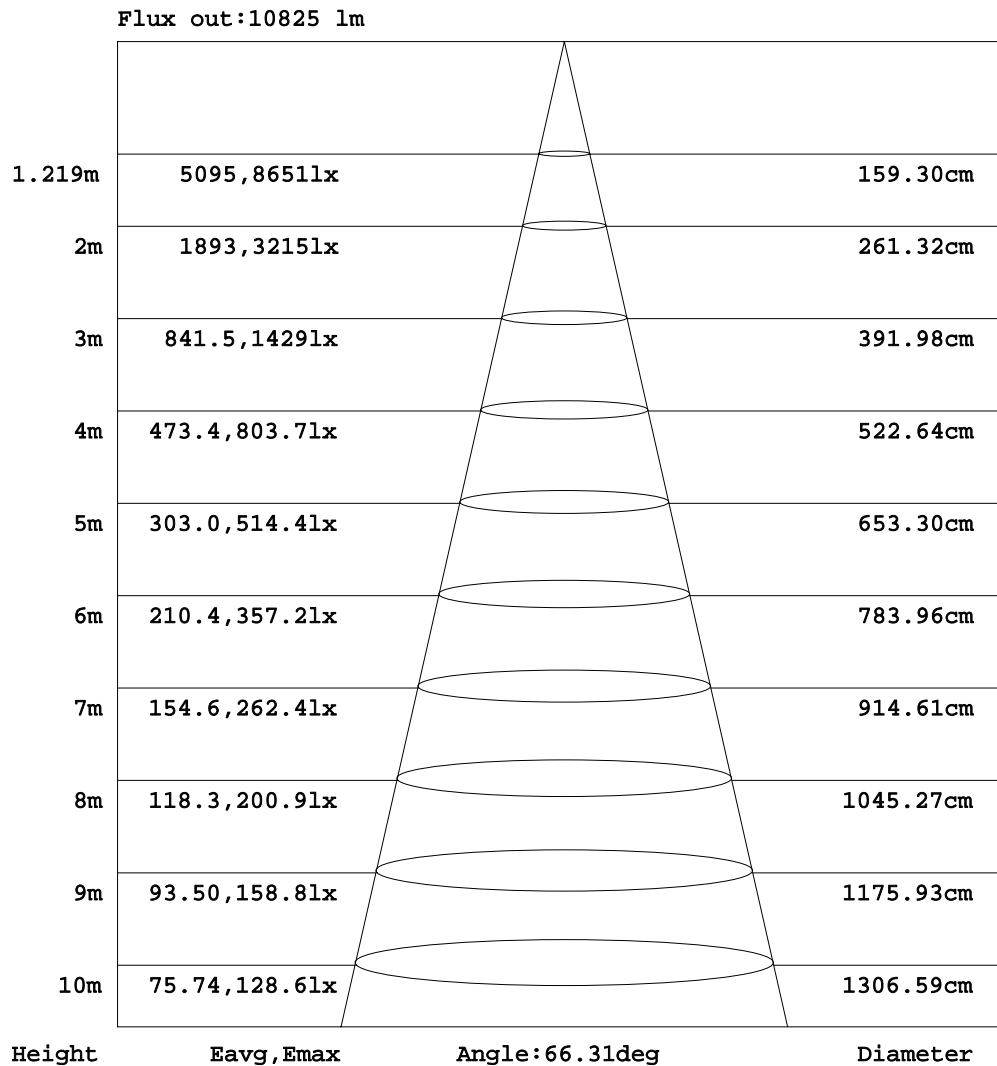 Flux out:10825 lm
1.219m 5095,8651lx 159.30cm
2m 1893,3215lx 261.32cm
3m 841.5,1429lx 391.98cm
4m 473.4,803.7lx 522.64cm
5m 303.0,514.4lx 653.30cm
6m 210.4,357.2lx 783.96cm
7m 154.6,262.4lx 914.61cm
8m 118.3,200.9lx 1045.27cm
9m 93.50,158.8lx 1175.93cm
10m 75.74,128.6lx 1306.59cm
Height Eavg,Emax Angle:66.31deg Diameter